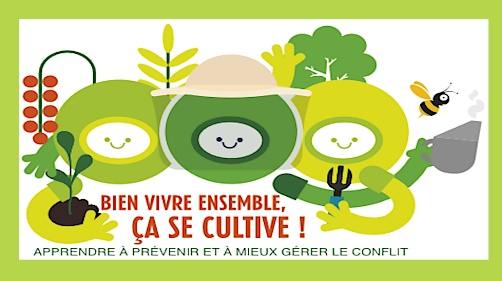 BIEN VIVRE ENSEMBLE,
ÇA SE CULTIVE !
APPRENDRE À PRÉVENIR ET À MIEUX GÉRER LE CONFLIT